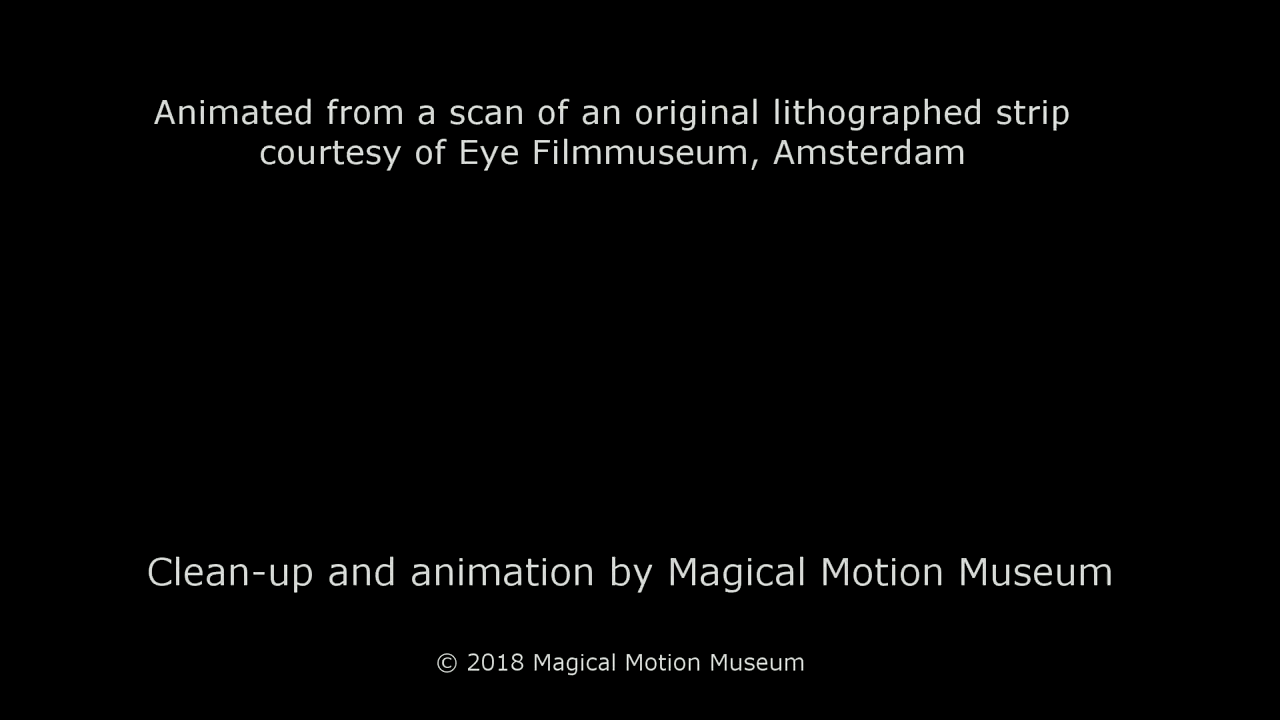 Animated from a scan of an original lithographed strip
courtesy of Eye Filmmuseum, Amsterdam
Clean-up and animation by Magical Motion Museum
© 2018 Magical Motion Museum